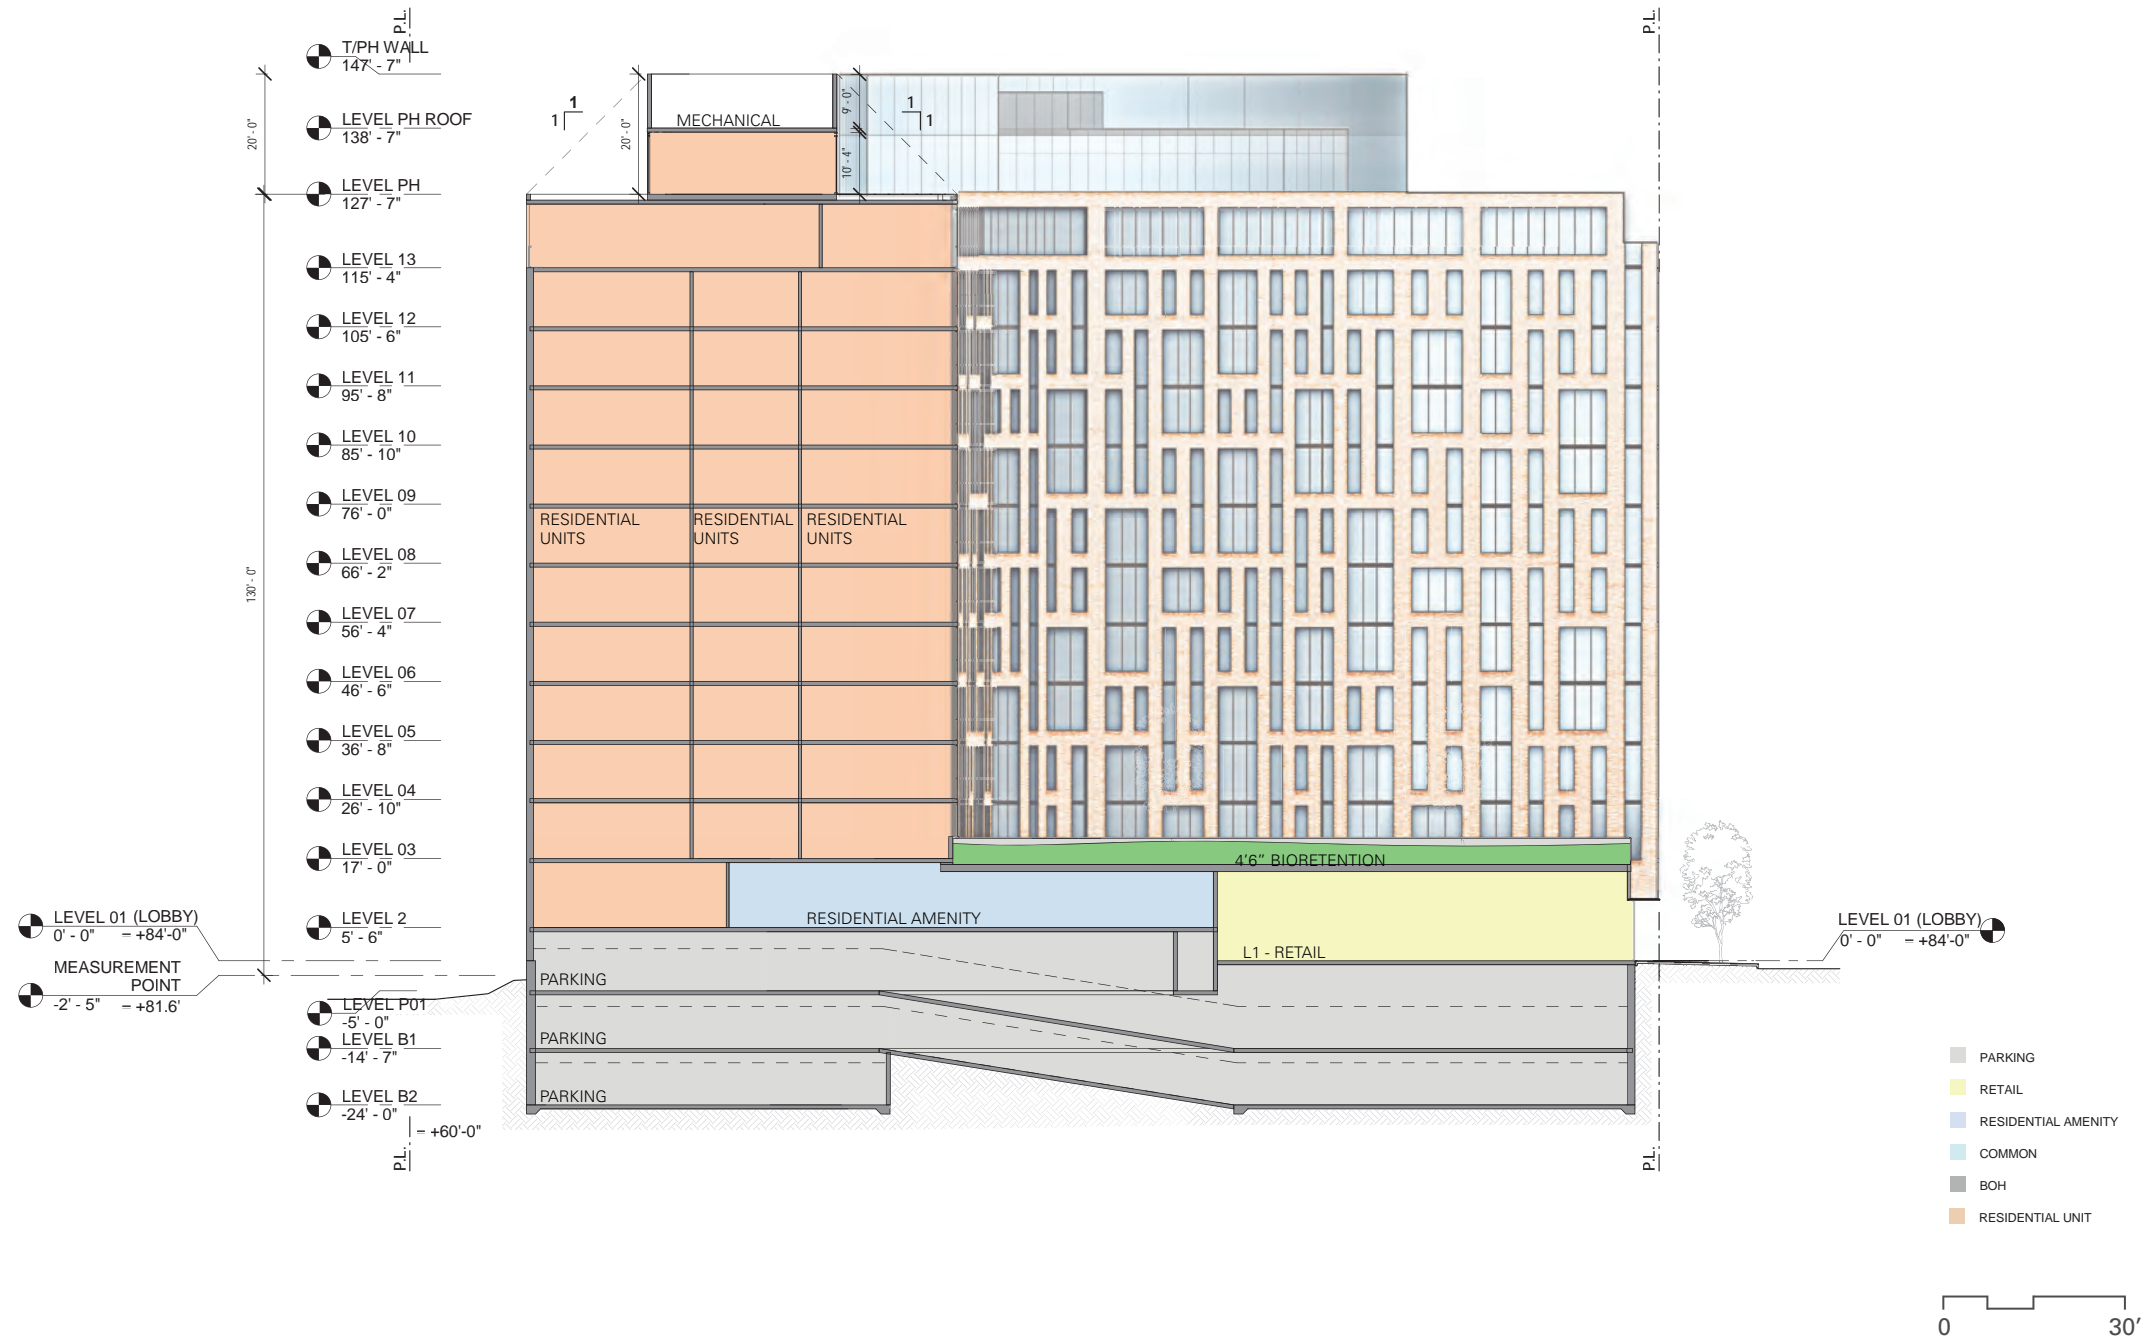 P.L.
P.L.
T/PH WALL
147' - 7"
LEVEL PH ROOF
138' - 7"
LEVEL PH
127' - 7"
LEVEL 13
115' - 4"
LEVEL 12
105' - 6"
LEVEL 11
95' - 8"
LEVEL 10
85' - 10"
LEVEL 09
76' - 0"
LEVEL 08
66' - 2"
LEVEL 07
56' - 4"
LEVEL 06
46' - 6"
LEVEL 05
36' - 8"
LEVEL 04
26' - 10"
LEVEL 03
17' - 0"
LEVEL 2
5' - 6"
LEVEL 01 (LOBBY)
0' - 0" = +84'-0"
MEASUREMENT
POINT
-2' - 5" = +81.6'
LEVEL P01
-5' - 0"
LEVEL B1
-14' - 7"
LEVEL B2
-24' - 0"
= +60'-0"
P.L.
P.L.
20' - 0"
130' - 0"
20' - 0"
9' - 0"
10' - 4"
1
1
1
1
MECHANICAL
RESIDENTIAL
UNITS
RESIDENTIAL
UNITS
RESIDENTIAL
UNITS
4'6" BIORETENTION
RESIDENTIAL AMENITY
L1 - RETAIL
PARKING
PARKING
PARKING
LEVEL 01 (LOBBY)
0' - 0" = +84'-0"
PARKING
RETAIL
RESIDENTIAL AMENITY
COMMON
BOH
RESIDENTIAL UNIT
0 30'